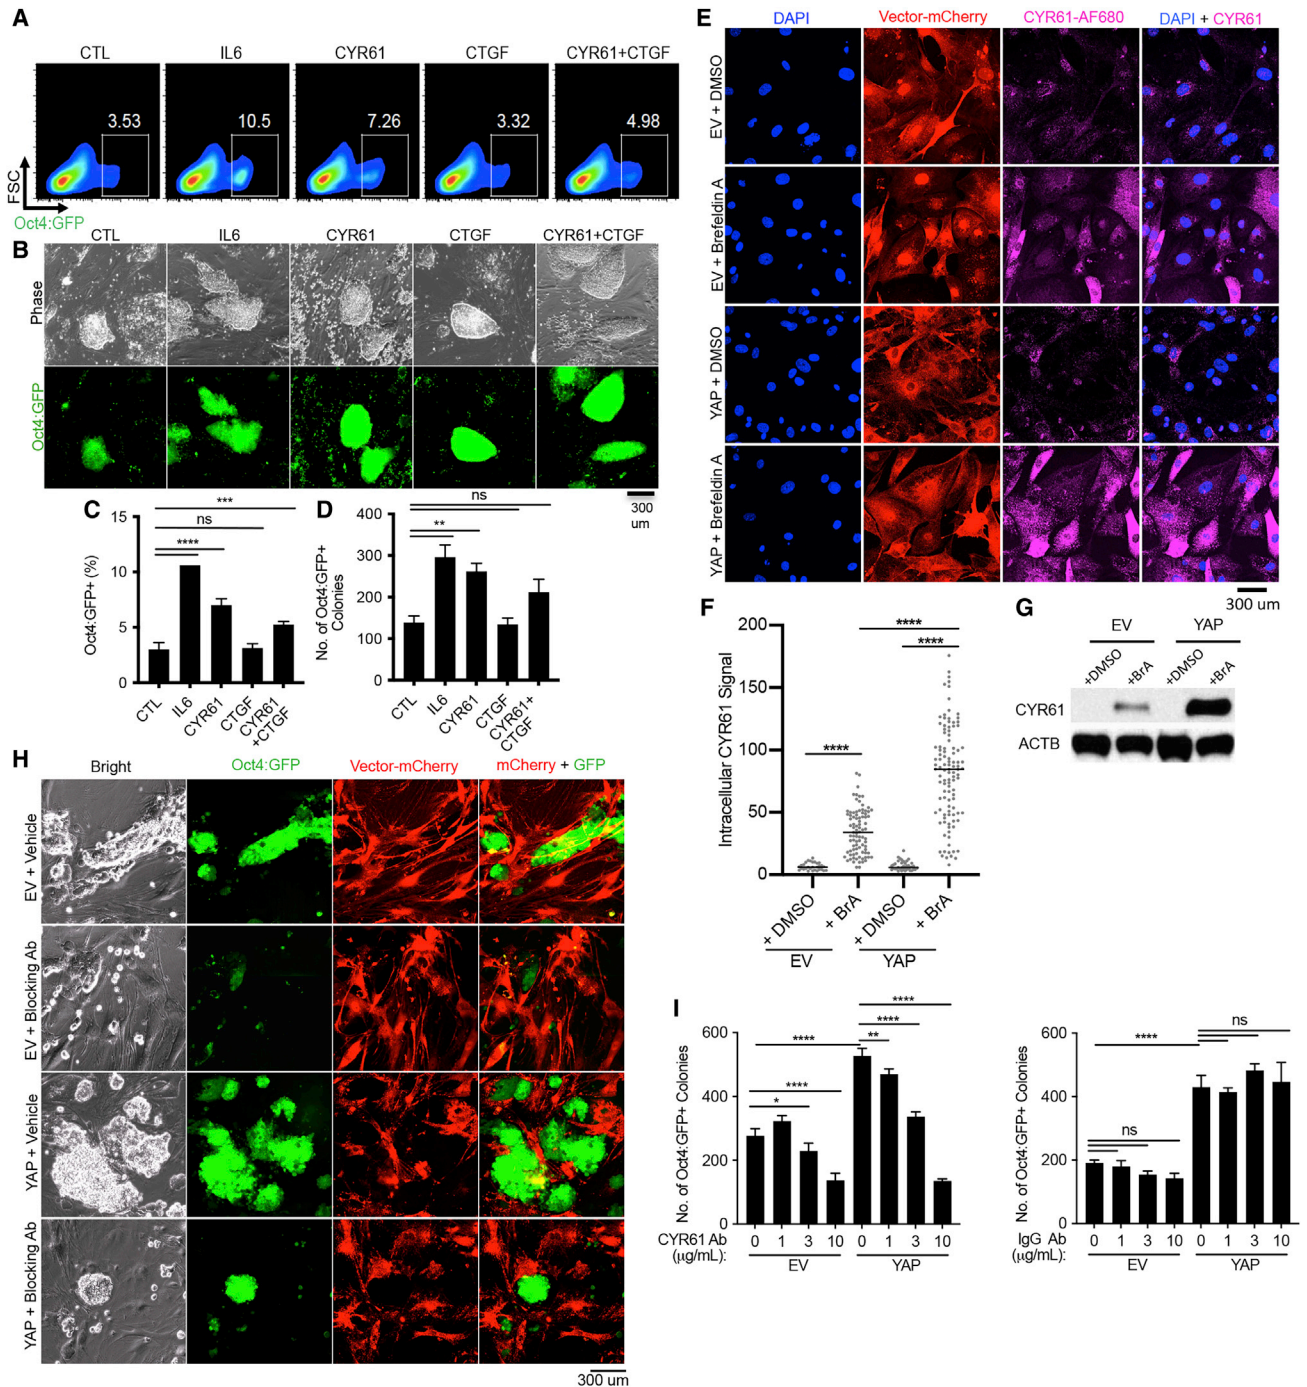 A
CTL IL6 CYR61 CTGF CYR61+CTGF
3.53 10.5 7.26 3.32 4.98
FSC
Oct4:GFP
B
CTL IL6 CYR61 CTGF CYR61+CTGF
Phase
Oct4:GFP
300
um
C
***
ns
****
15
10
5
0
Oct4:GFP+ (%)
CTL
IL6
CYR61
CTGF
CYR61
+CTGF
D
ns
**
400
300
200
100
0
No. of Oct4:GFP+
Colonies
CTL
IL6
CYR61
CTGF
CYR61+
CTGF
E
DAPI Vector-mCherry CYR61-AF680 DAPI + CYR61
EV + DMSO
EV + Brefeldin A
YAP + DMSO
YAP + Brefeldin A
300 um
F
****
****
****
200
150
100
50
0
Intracellular CYR61 Signal
+ DMSO
+ BrA
+ DMSO
+ BrA
EV YAP
G
EV YAP
+DMSO +BrA +DMSO +BrA
CYR61
ACTB
H
Bright Oct4:GFP Vector-mCherry mCherry + GFP
EV + Vehicle
EV + Blocking Ab
YAP + Vehicle
YAP + Blocking Ab
300 um
I
****
****
**
****
****
*
600
400
200
0
No. of Oct4:GFP+ Colonies
CYR61 Ab 0 1 3 10 0 1 3 10
(µg/mL):
EV YAP
ns
****
ns
600
400
200
0
No. of Oct4:GFP+ Colonies
IgG Ab 0 1 3 10 0 1 3 10
(µg/mL):
EV YAP